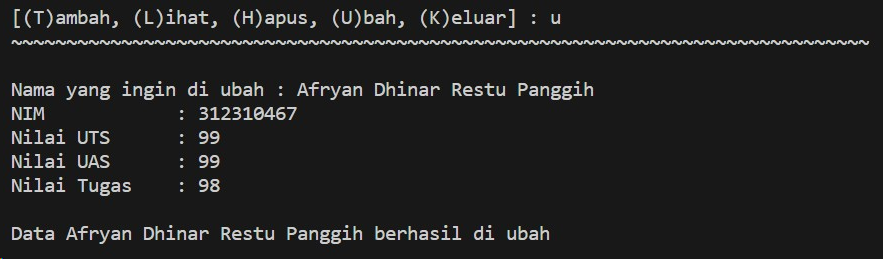 [(T)ambah, (L)ihat, (H)apus, (U)bah, (K)eluar] : u
~~~~~~~~~~~~~~~~~~~~~~~~~~~~~~~~~~~~~~~~~~~~~~~~~~~~~~~~~~~~~~~~~~~~~~~~~~~~~~
Nama yang ingin di ubah : Afryan Dhinar Restu Panggih
NIM            : 312310467
Nilai UTS      : 99
Nilai UAS      : 99
Nilai Tugas    : 98
Data Afryan Dhinar Restu Panggih berhasil di ubah